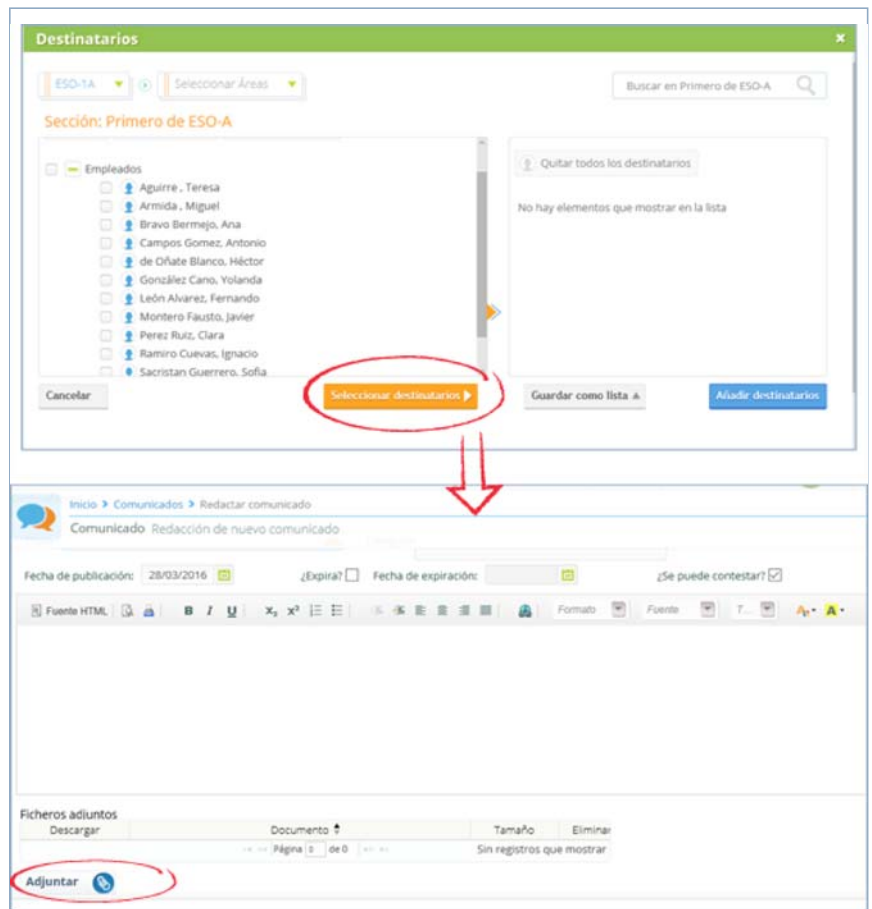 Destinatarios
ESO-1A Seleccionar Áreas Buscar en Primero de ESO-A
Sección: Primero de ESO-A
Empleados
Aguirre , Teresa
Armida , Miguel
Bravo Bermejo, Ana
Campos Gomez, Antonio
de Oñate Blanco, Héctor
González Cano, Yolanda
León Alvarez, Fernando
Montero Fausto, Javier
Perez Ruiz, Clara
Ramiro Cuevas, Ignacio
Sacristan Guerrero, Sofia
Quitar todos los destinatarios
No hay elementos que mostrar en la lista
Cancelar Seleccionar destinatarios Guardar como lista Añadir destinatarios
Inicio > Comunicados > Redactar comunicado
Comunicado Redacción de nuevo comunicado
Fecha de publicación: 28/03/2016 ¿Expira? Fecha de expiración: ¿Se puede contestar?
Fuente HTML B I U X₂ X² Formato Fuente T... A A
Ficheros adjuntos
Descargar Documento Tamaño Eliminar
Página de 0 Sin registros que mostrar
Adjuntar